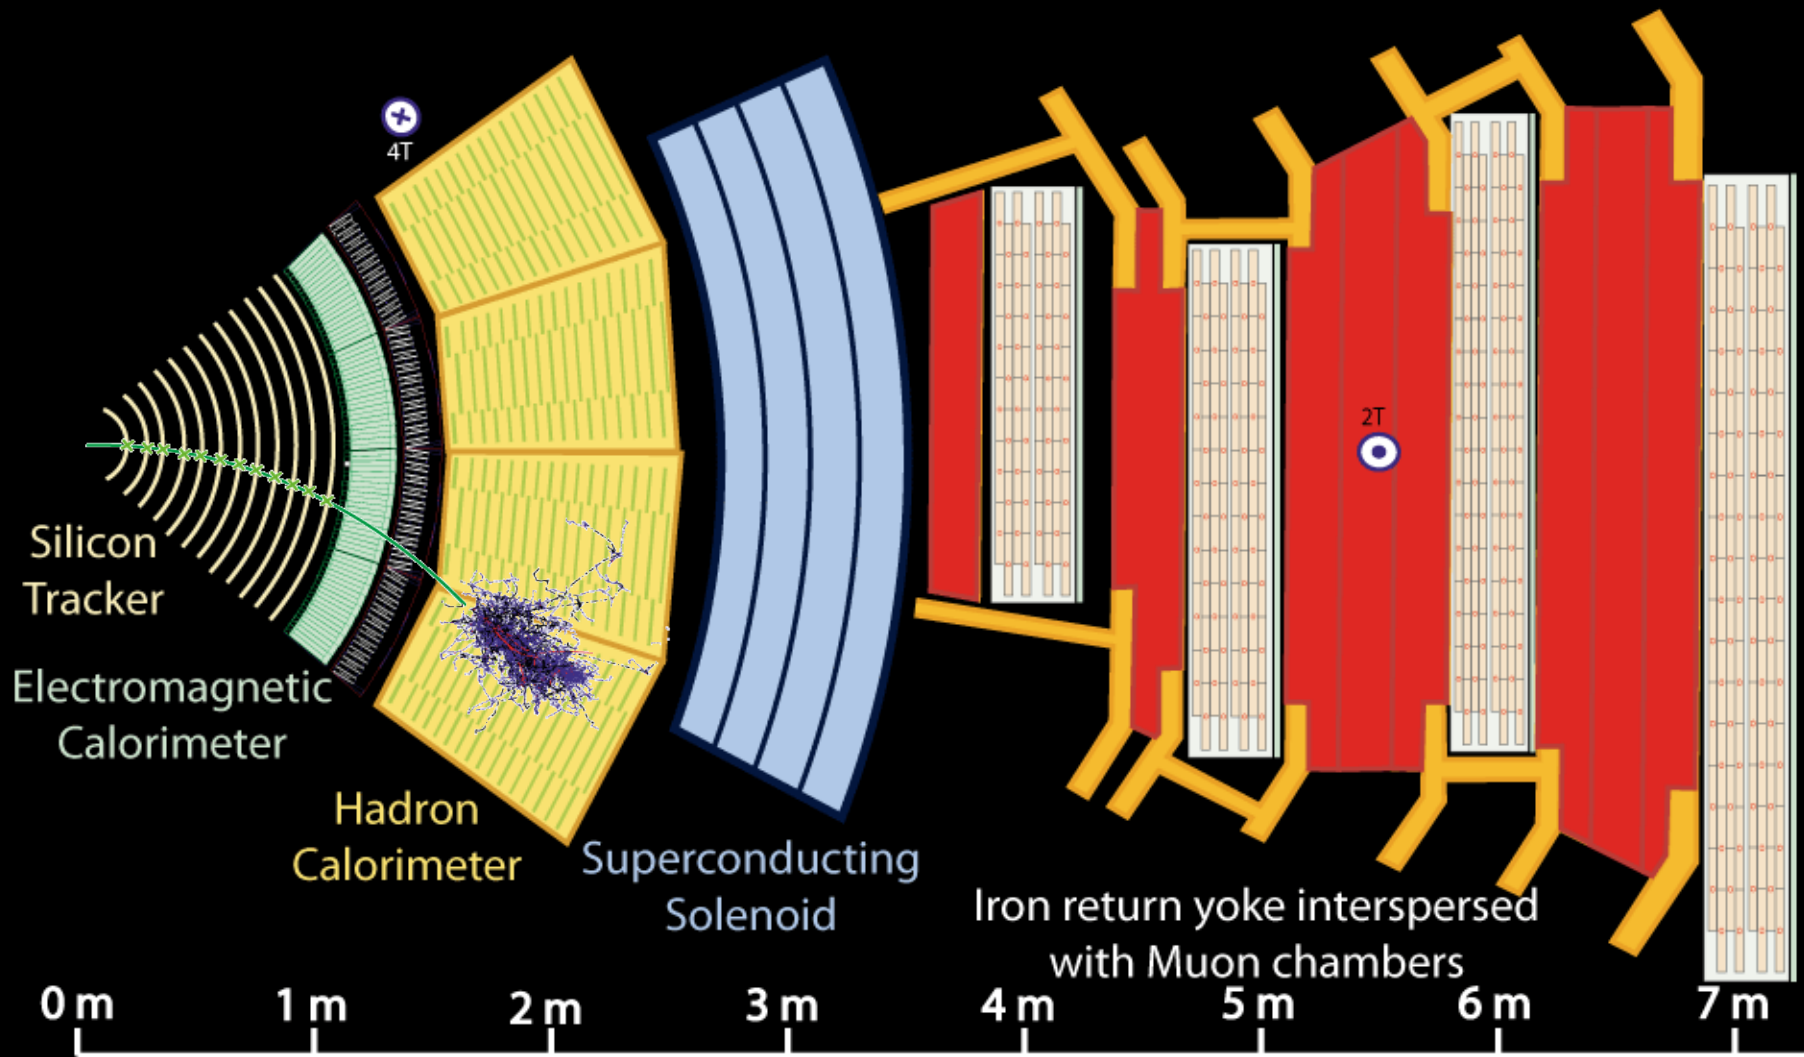 4T
2T
Silicon
Tracker
Electromagnetic
Calorimeter
Hadron
Calorimeter
Superconducting
Solenoid
Iron return yoke interspersed
with Muon chambers
0 m 1 m 2 m 3 m 4 m 5 m 6 m 7 m